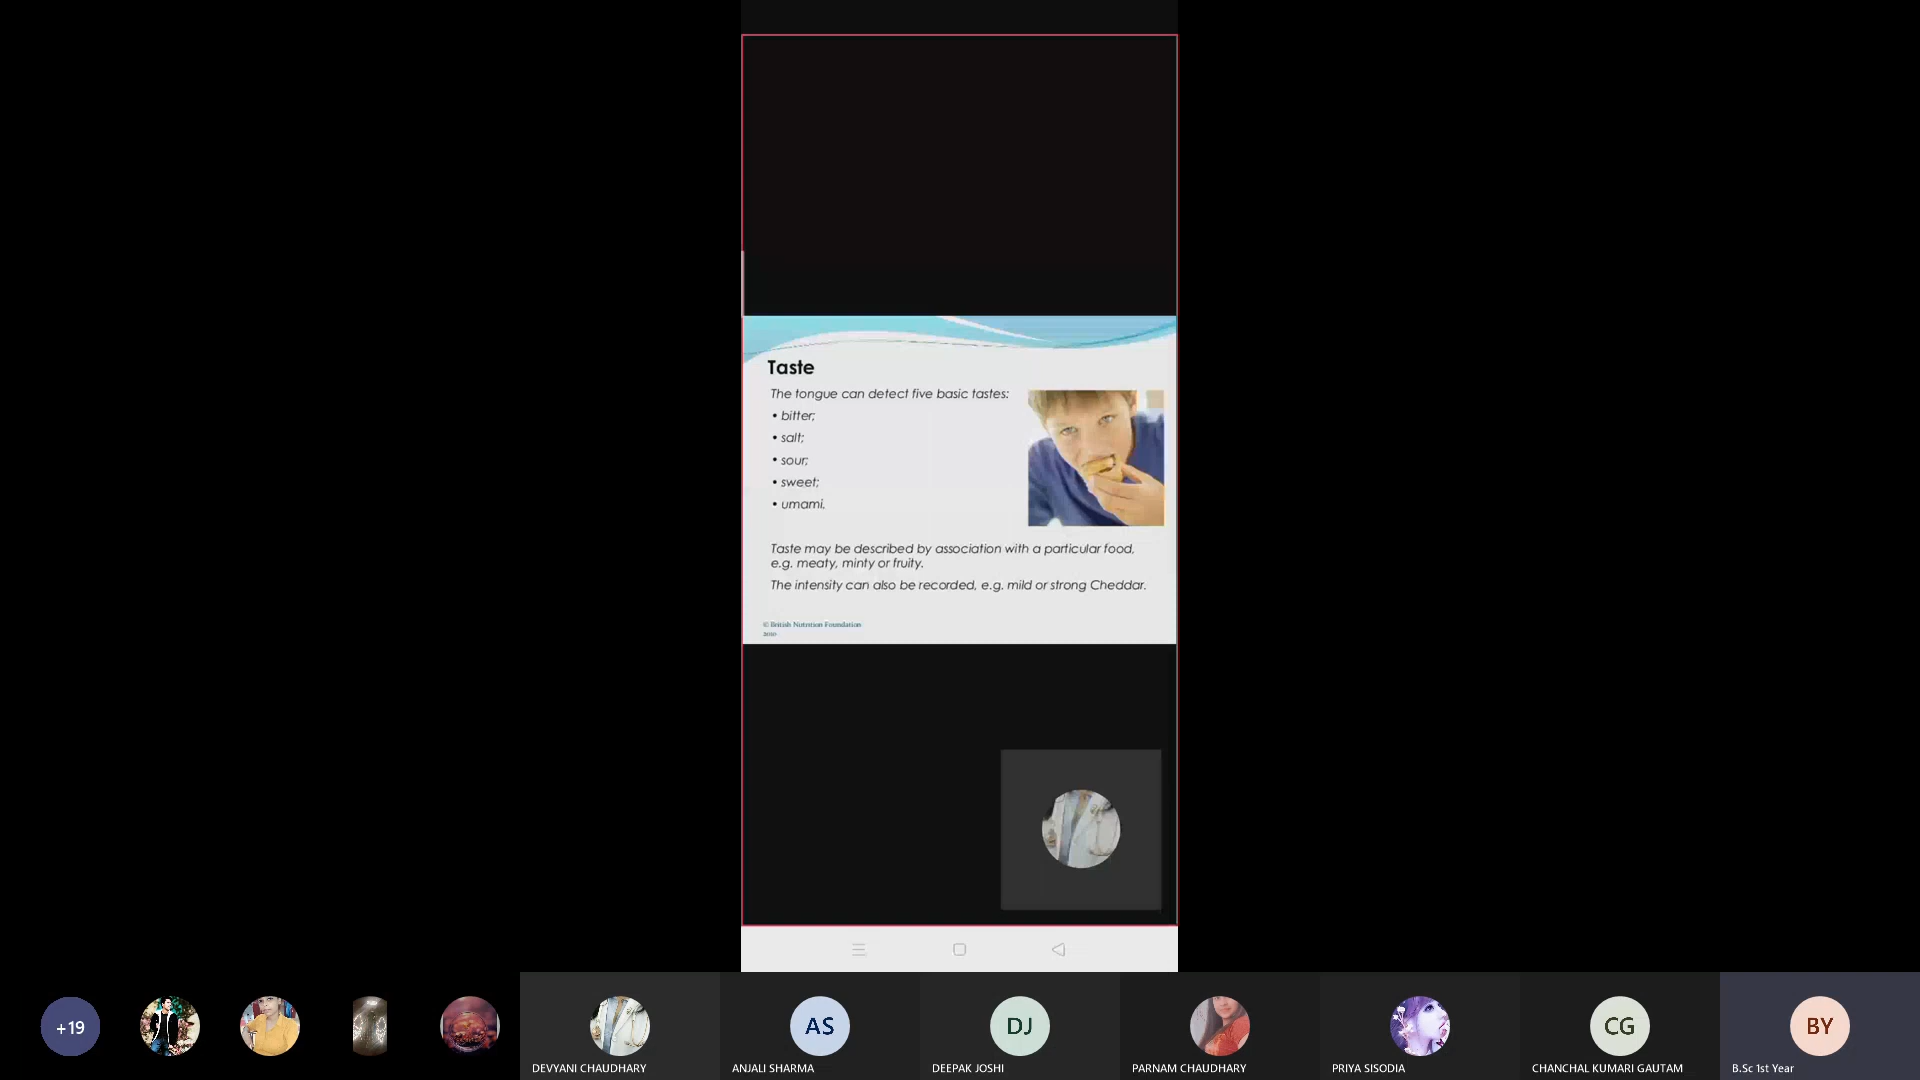 Taste
The tongue can detect five basic tastes:
• bitter;
• salt;
• sour;
• sweet;
• umami.
Taste may be described by association with a particular food,
e.g. meaty, minty or fruity.
The intensity can also be recorded, e.g. mild or strong Cheddar.
© British Nutrition Foundation
2010
+19
AS
DJ
CG
BY
DEVYANI CHAUDHARY
ANJALI SHARMA
DEEPAK JOSHI
PARNAM CHAUDHARY
PRIYA SISODIA
CHANCHAL KUMARI GAUTAM
B.Sc 1st Year